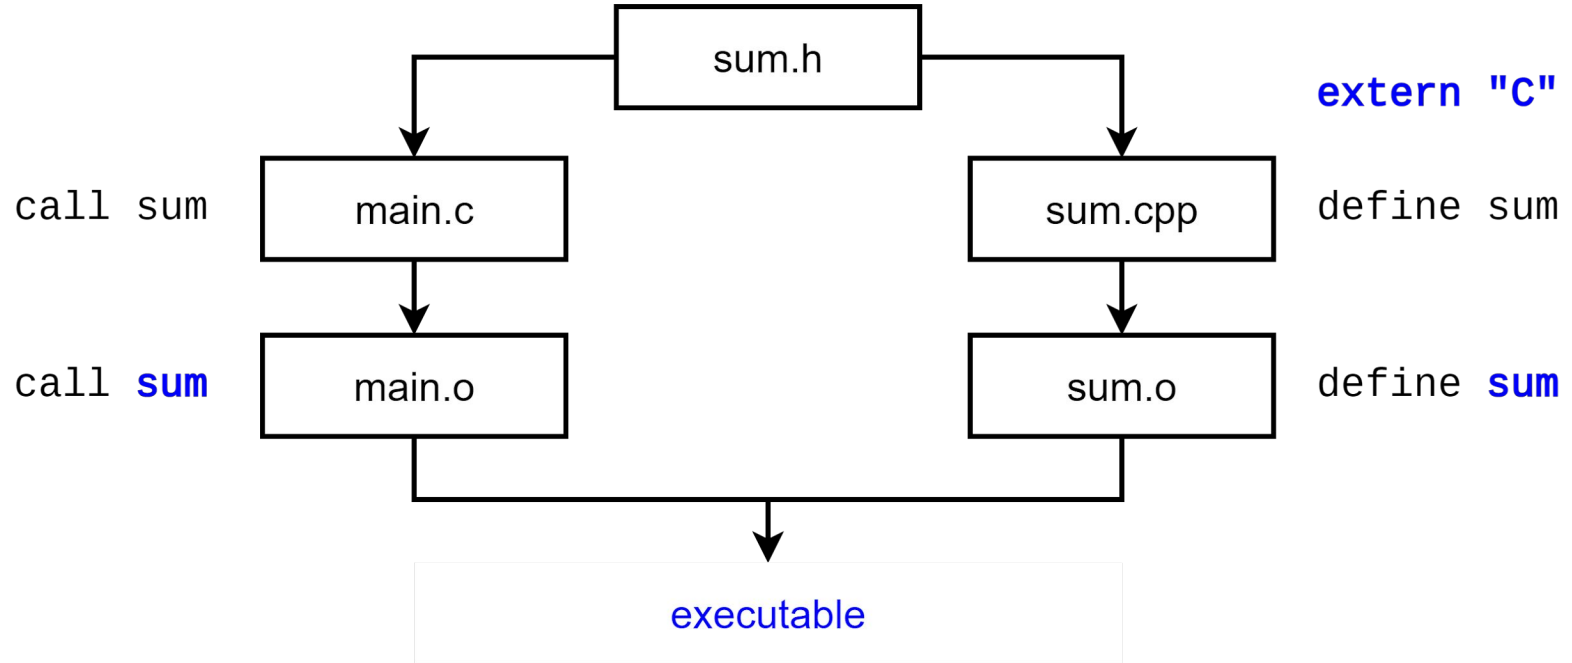 sum.h
extern "C"
call sum
main.c
sum.cpp
define sum
call sum
main.o
sum.o
define sum
executable